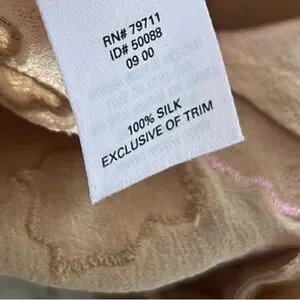 RN# 79711
ID# 50088
09 00
100% SILK
EXCLUSIVE OF TRIM